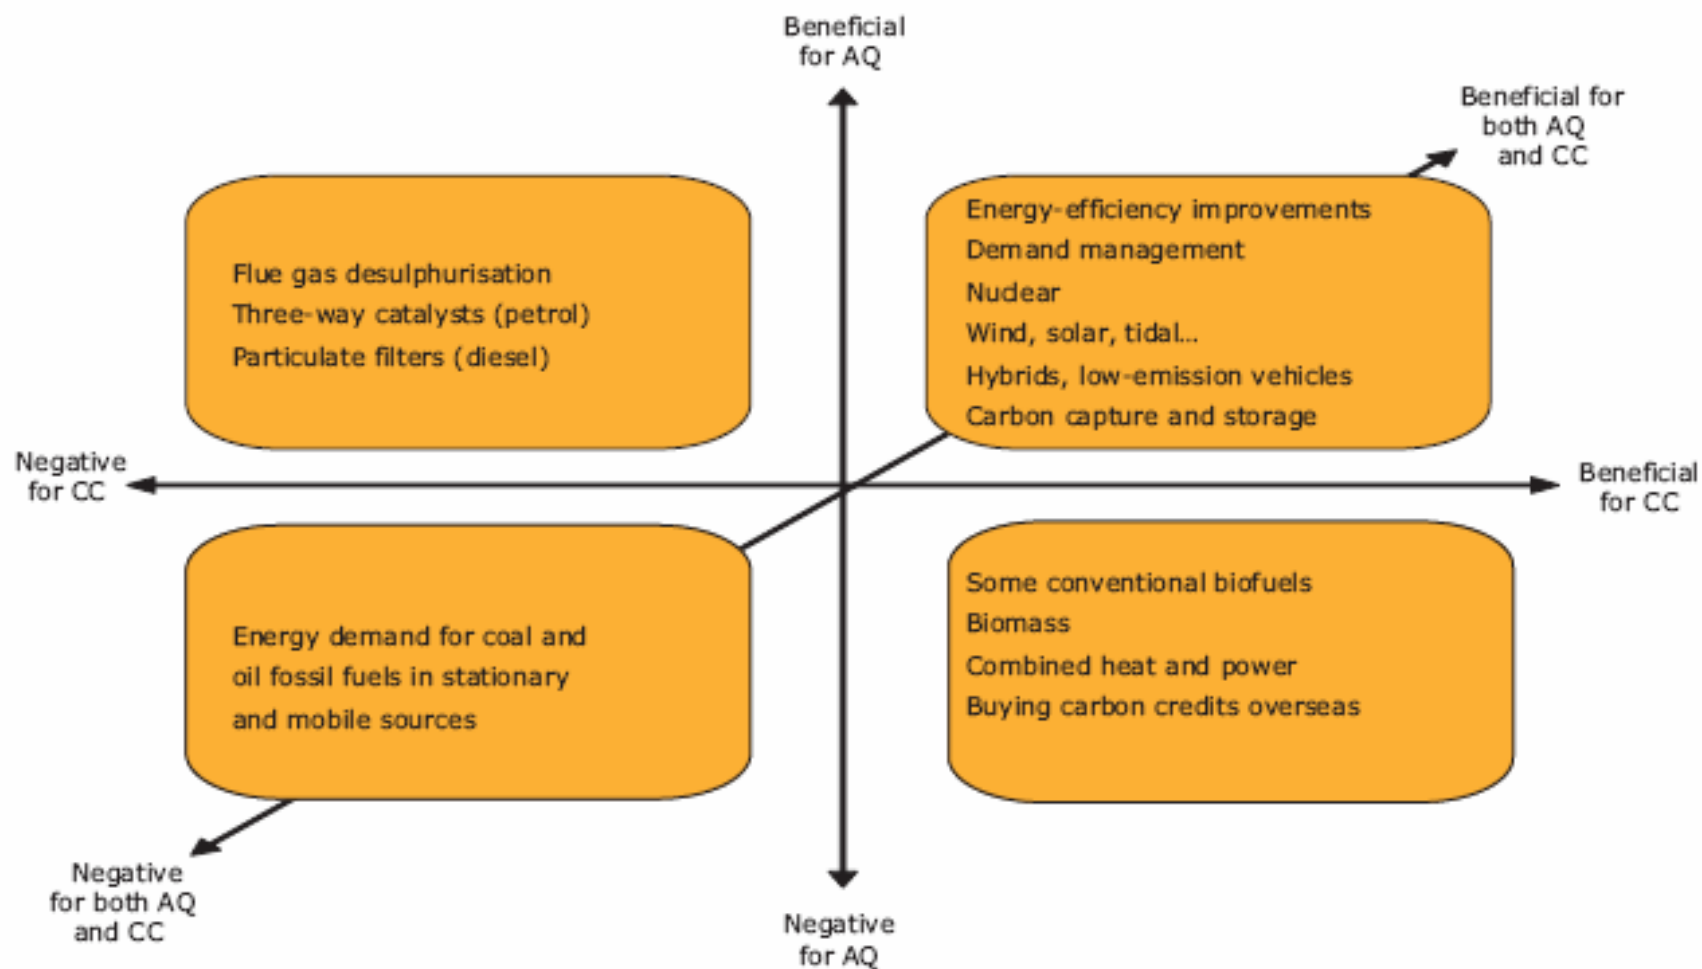 Beneficial
for AQ
Beneficial for
both AQ
and CC
Flue gas desulphurisation
Three-way catalysts (petrol)
Particulate filters (diesel)
Energy-efficiency improvements
Demand management
Nuclear
Wind, solar, tidal...
Hybrids, low-emission vehicles
Carbon capture and storage
Negative
for CC
Beneficial
for CC
Energy demand for coal and
oil fossil fuels in stationary
and mobile sources
Some conventional biofuels
Biomass
Combined heat and power
Buying carbon credits overseas
Negative
for both AQ
and CC
Negative
for AQ